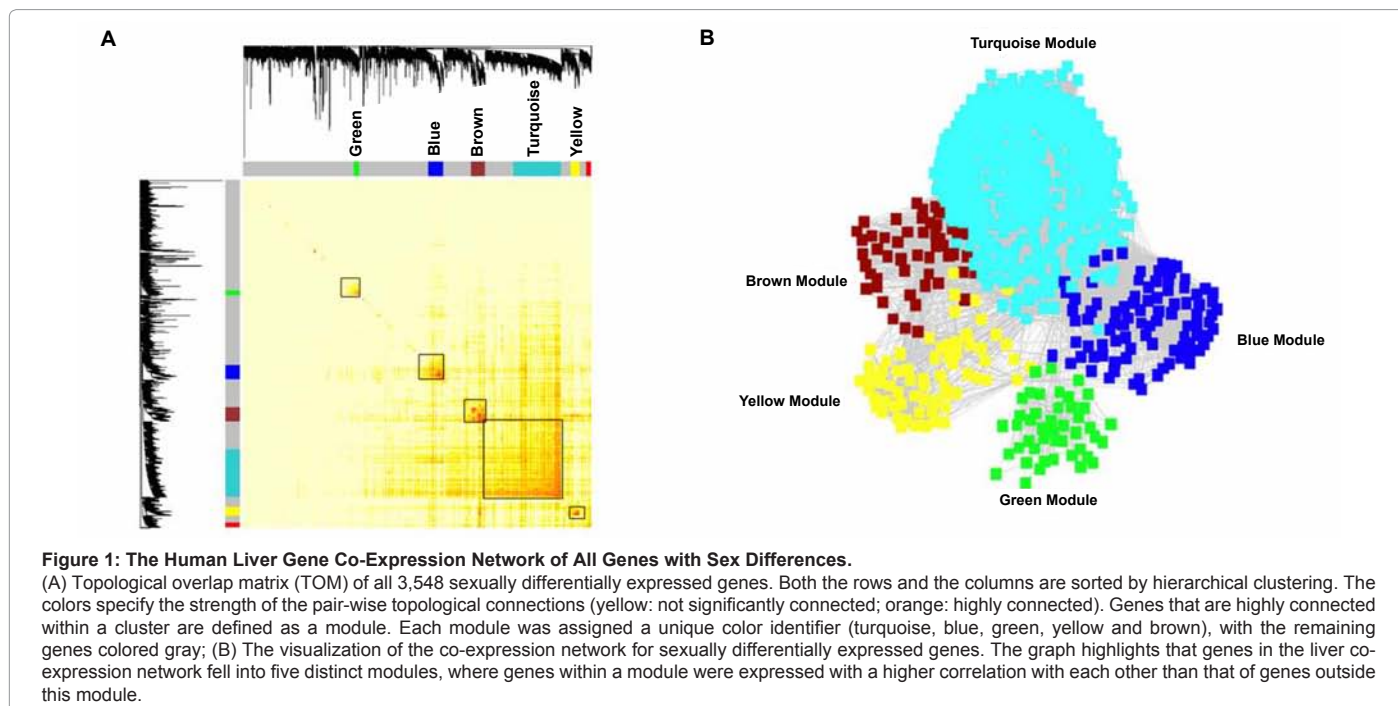 A
B
Turquoise Module
Green
Blue
Brown
Turquoise
Yellow
Brown Module
Blue Module
Yellow Module
Green Module
Figure 1: The Human Liver Gene Co-Expression Network of All Genes with Sex Differences.
(A) Topological overlap matrix (TOM) of all 3,548 sexually differentially expressed genes. Both the rows and the columns are sorted by hierarchical clustering. The
colors specify the strength of the pair-wise topological connections (yellow: not significantly connected; orange: highly connected). Genes that are highly connected
within a cluster are defined as a module. Each module was assigned a unique color identifier (turquoise, blue, green, yellow and brown), with the remaining
genes colored gray; (B) The visualization of the co-expression network for sexually differentially expressed genes. The graph highlights that genes in the liver co-
expression network fell into five distinct modules, where genes within a module were expressed with a higher correlation with each other than that of genes outside
this module.